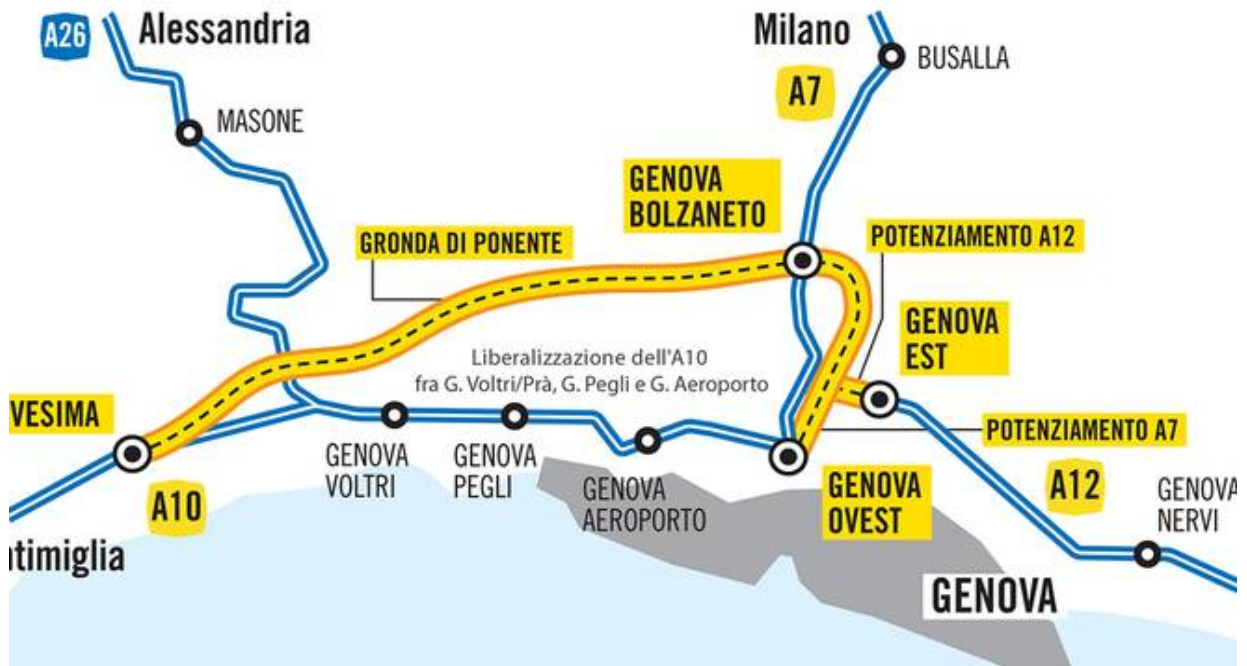 A26
Alessandria
Milano
BUSALLA
A7
MASONE
GENOVA
BOLZANETO
GRONDA DI PONENTE
POTENZIAMENTO A12
GENOVA
EST
Liberalizzazione dell'A10
fra G. Voltri/Prà, G. Pegli e G. Aeroporto
VESIMA
POTENZIAMENTO A7
GENOVA
VOLTRI
GENOVA
PEGLI
GENOVA
AEROPORTO
GENOVA
OVEST
A12
GENOVA
NERVI
A10
ntimiglia
GENOVA